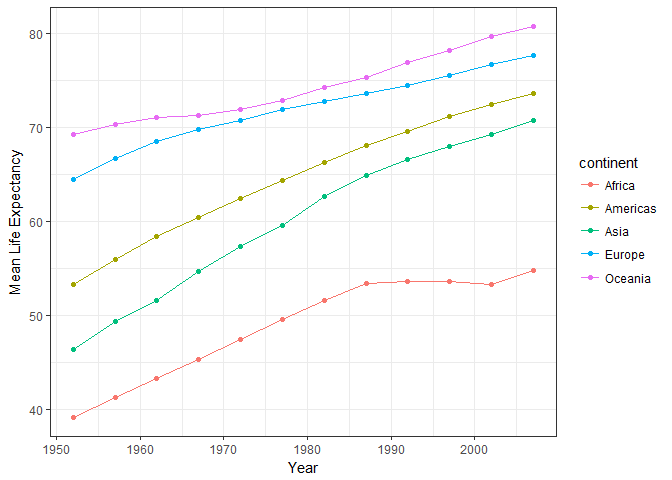 80
70
60
50
40
Mean Life Expectancy
1950
1960
1970
1980
1990
2000
Year
continent
Africa
Americas
Asia
Europe
Oceania